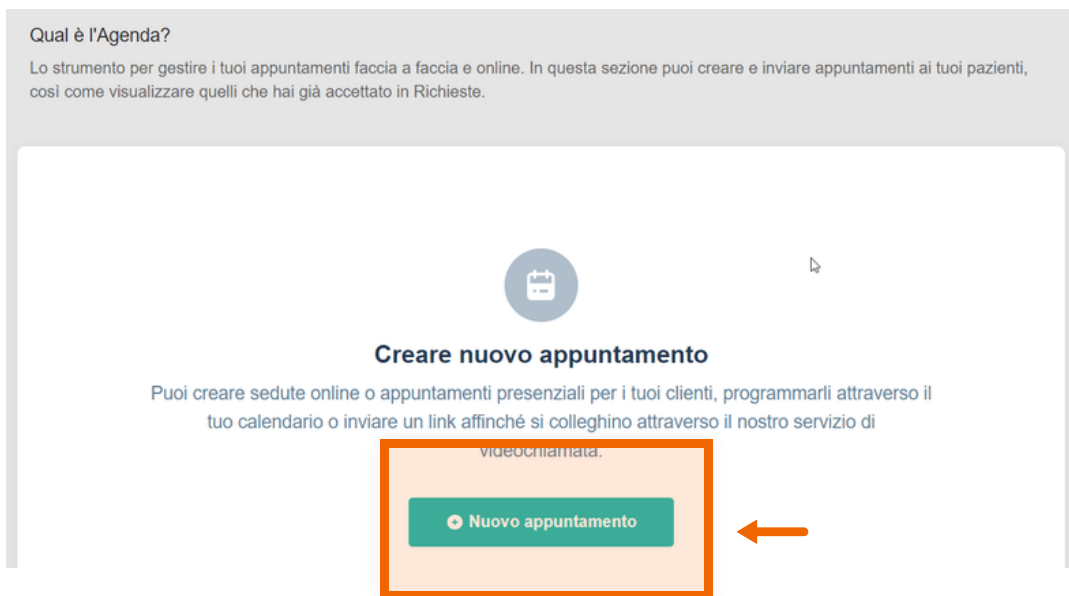 Qual è l'Agenda?
Lo strumento per gestire i tuoi appuntamenti faccia a faccia e online. In questa sezione puoi creare e inviare appuntamenti ai tuoi pazienti,
così come visualizzare quelli che hai già accettato in Richieste.
Creare nuovo appuntamento
Puoi creare sedute online o appuntamenti presenziali per i tuoi clienti, programmarli attraverso il
tuo calendario o inviare un link affinché si colleghino attraverso il nostro servizio di
videochiamata.
Nuovo appuntamento